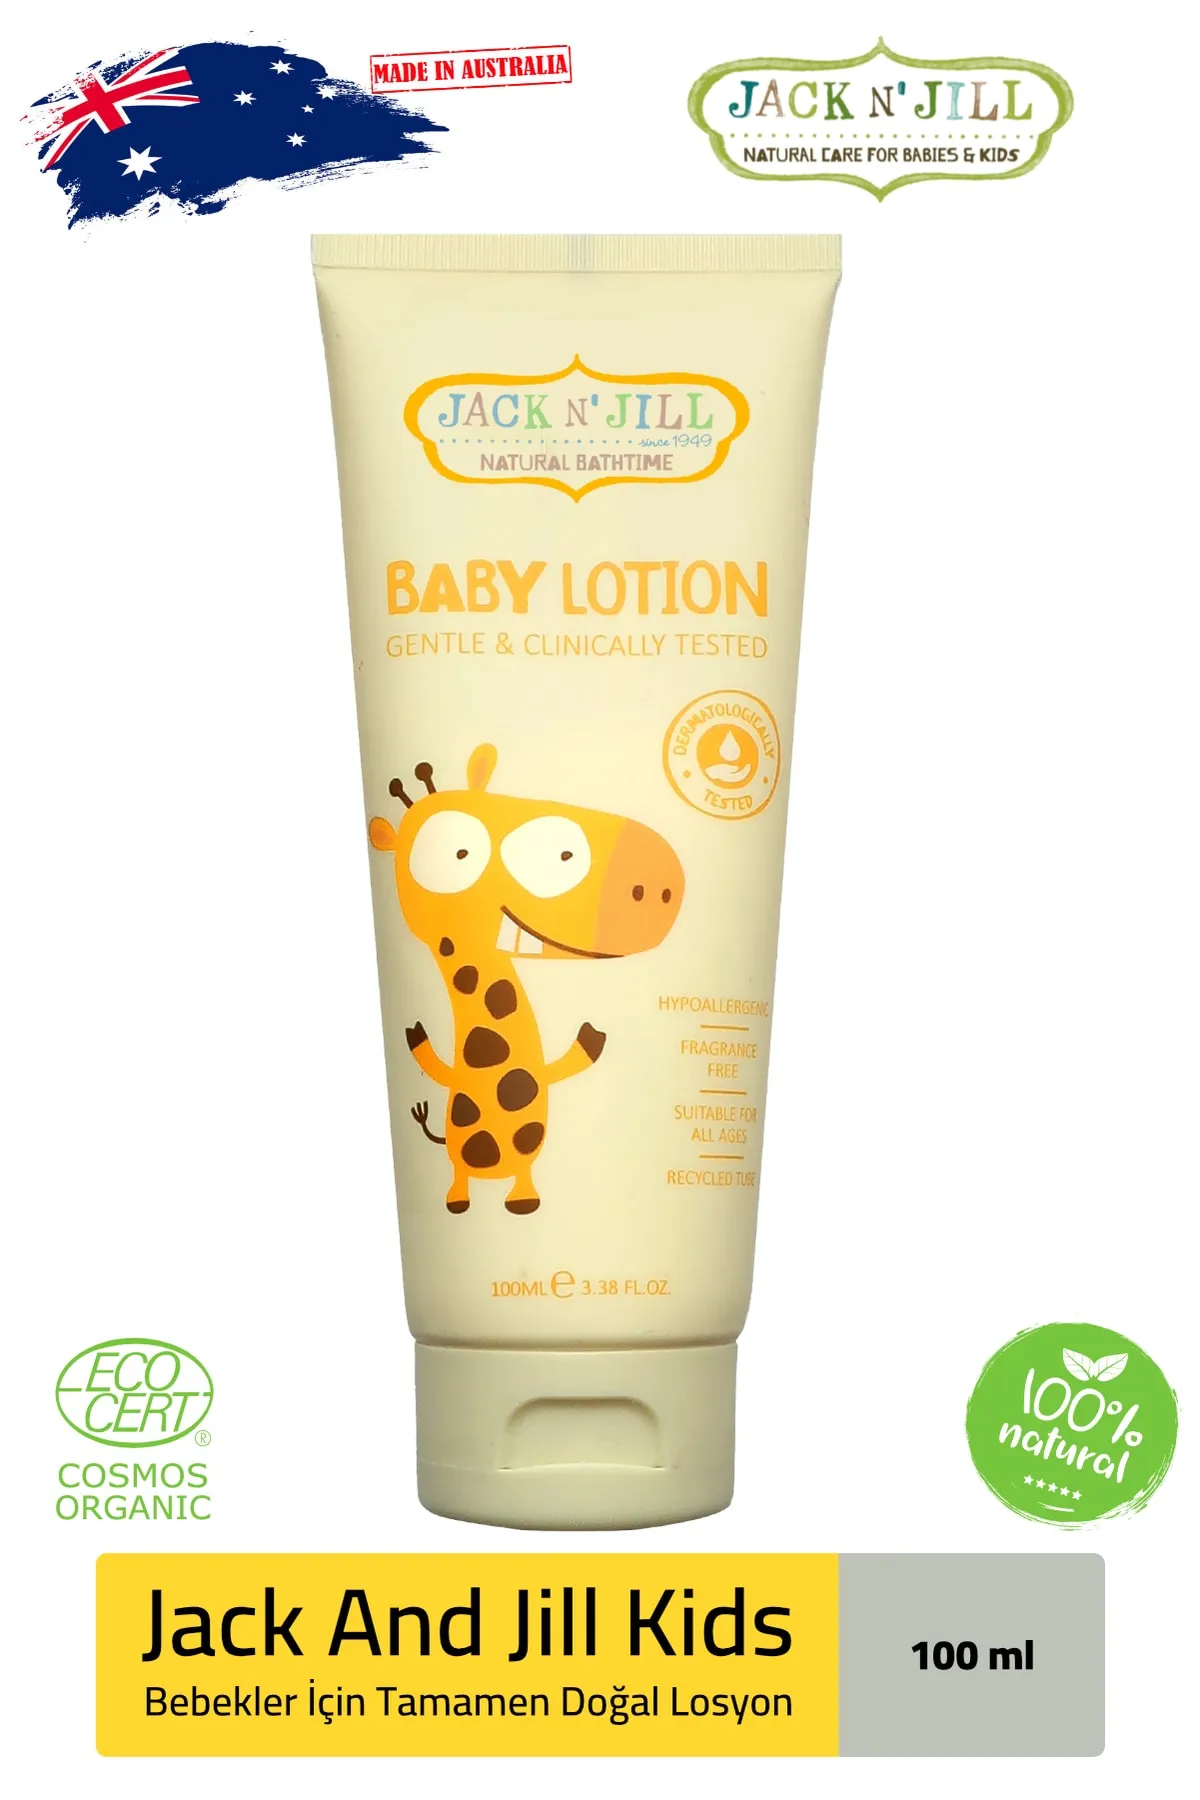 MADE IN AUSTRALIA
JACK N' JILL
NATURAL CARE FOR BABIES & KIDS
JACK N' JILL
since 1949
NATURAL BATHTIME
BABY LOTION
GENTLE & CLINICALLY TESTED
DERMATOLOGICALLY
TESTED
HYPOALLERGENIC
FRAGRANCE
FREE
SUITABLE FOR
ALL AGES
RECYCLED TUBE
100ML ℮ 3.38 FL.OZ.
ECO
CERT®
COSMOS
ORGANIC
100%
natural
Jack And Jill Kids
Bebekler İçin Tamamen Doğal Losyon
100 ml